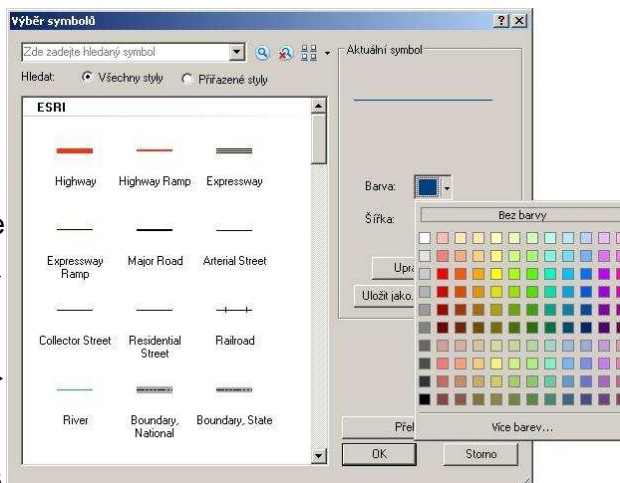 Výběr symbolů
Zde zadejte hledaný symbol
Hledat: Všechny styly Přiřazené styly
Aktuální symbol
ESRI
Highway Highway Ramp Expressway
Expressway Ramp Major Road Arterial Street
Collector Street Residential Street Railroad
River Boundary, National Boundary, State
Barva:
Šířka:
Bez barvy
Uložit jako.
Více barev...
OK Storno